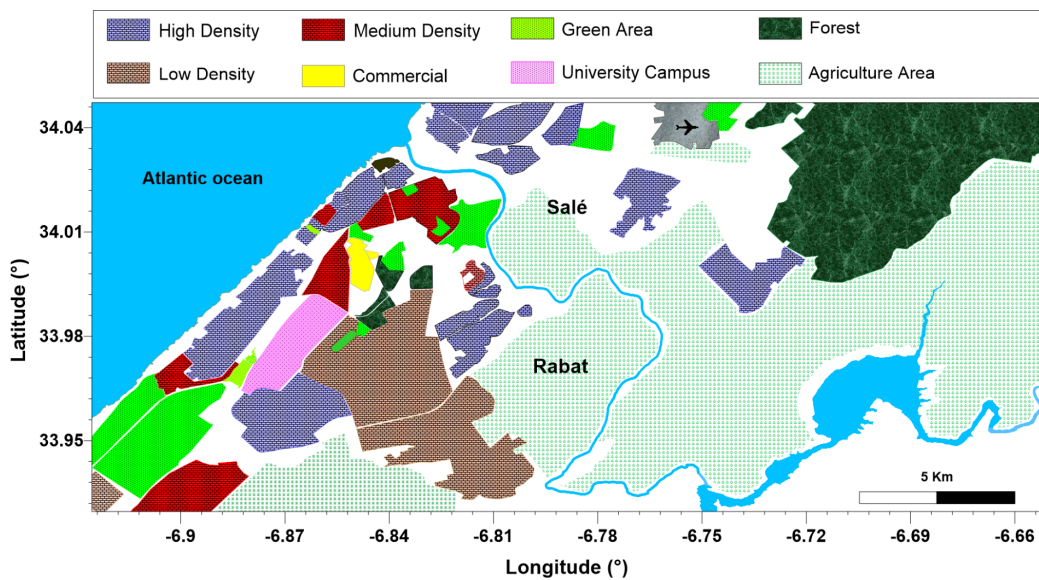 High Density
Medium Density
Green Area
Forest
Low Density
Commercial
University Campus
Agriculture Area
34.04
34.01
33.98
33.95
Latitude (°)
Atlantic ocean
Salé
Rabat
5 Km
-6.9
-6.87
-6.84
-6.81
-6.78
-6.75
-6.72
-6.69
-6.66
Longitude (°)